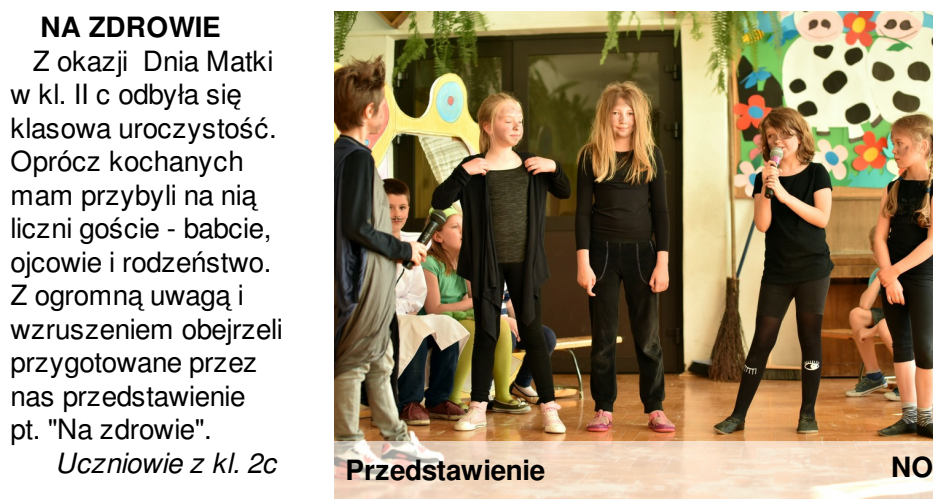 NA ZDROWIE
Z okazji Dnia Matki
w kl. II c odbyła się
klasowa uroczystość.
Oprócz kochanych
mam przybyli na nią
liczni goście - babcie,
ojcowie i rodzeństwo.
Z ogromną uwagą i
wzruszeniem obejrzeli
przygotowane przez
nas przedstawienie
pt. "Na zdrowie".
Uczniowie z kl. 2c
Przedstawienie NO